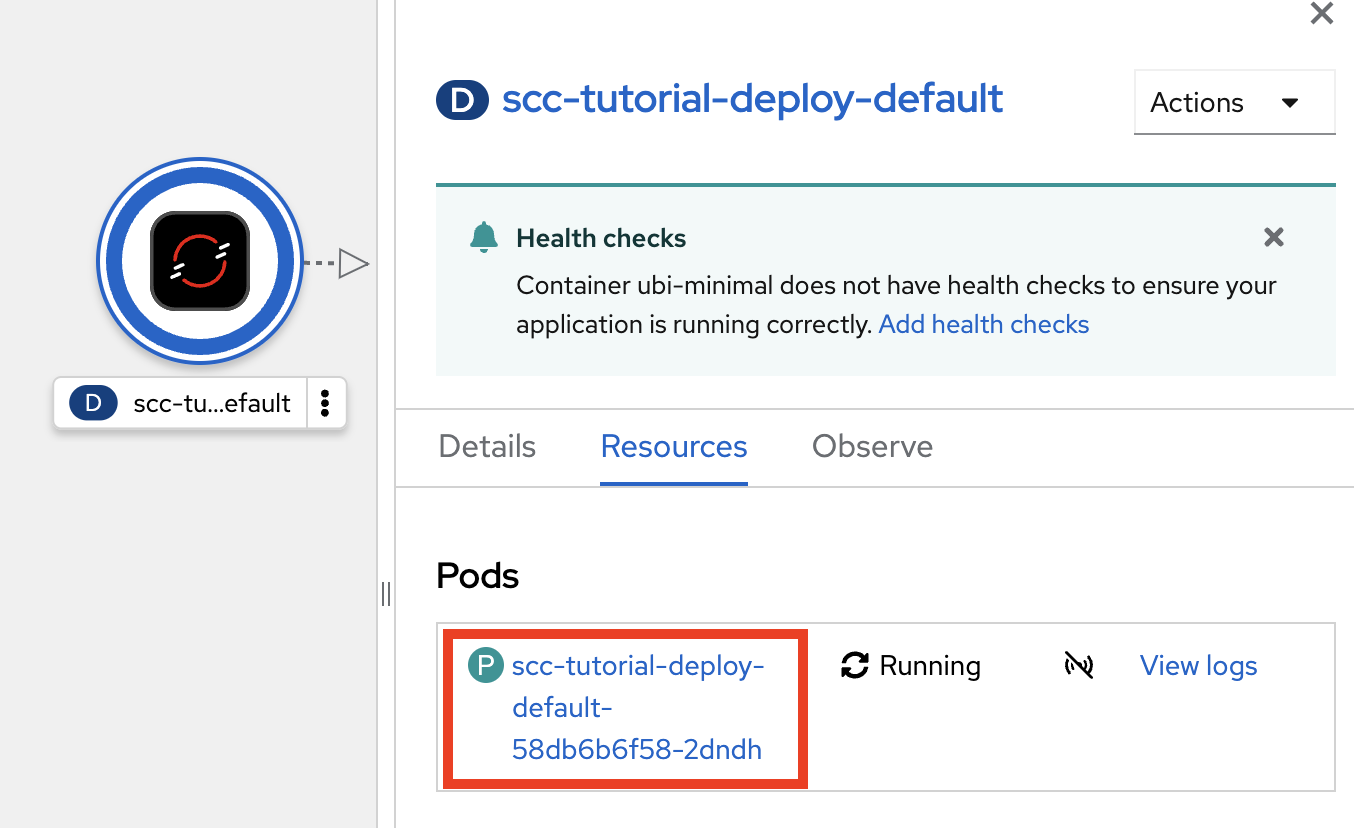 D scc-tu...efault
D scc-tutorial-deploy-default
Actions
Health checks
Container ubi-minimal does not have health checks to ensure your
application is running correctly. Add health checks
Details Resources Observe
Pods
P scc-tutorial-deploy-
default-
58db6b6f58-2dndh
Running
View logs